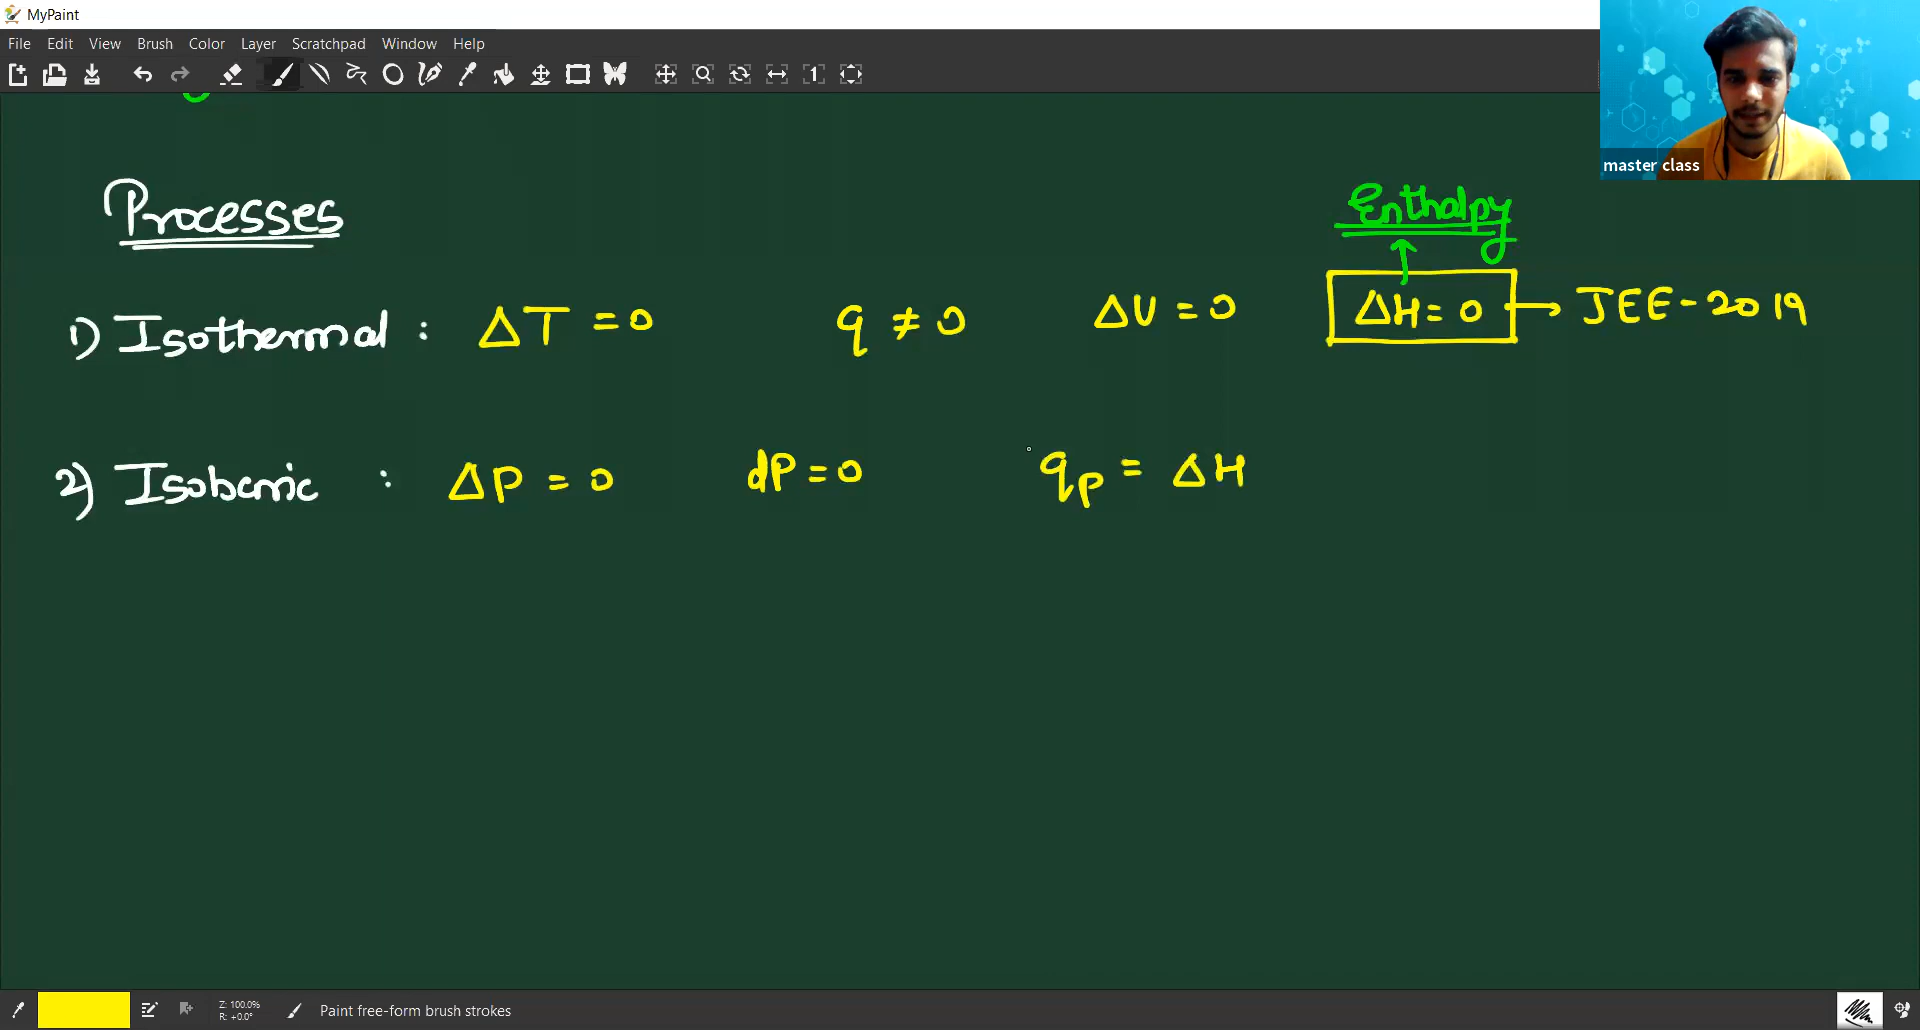 MyPaint
File Edit View Brush Color Layer Scratchpad Window Help
master class
Processes
Enthalpy
1) Isothermal : ΔT = 0 q ≠ 0 ΔU = 0 ΔH = 0 → JEE - 2019
2) Isobaric : ΔP = 0 dP = 0 qP = ΔH
Z: 100.0%
R: +0.0°
Paint free-form brush strokes